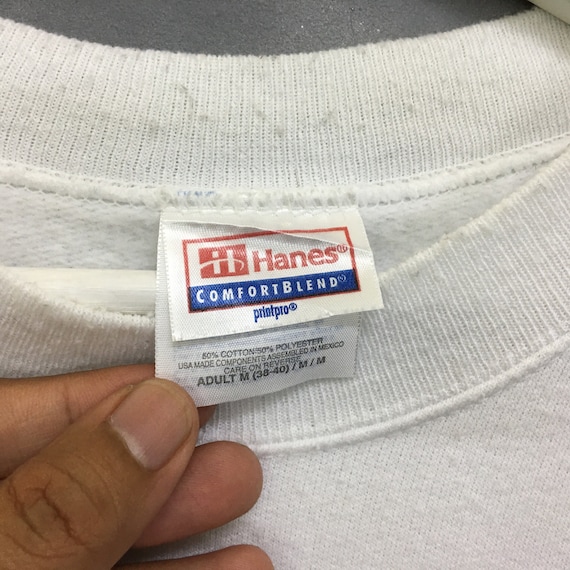 Hanes®
COMFORTBLEND®
printpro®
50% COTTON/50% POLYESTER
USA MADE COMPONENTS ASSEMBLED IN MEXICO
CARE ON REVERSE
ADULT M (38-40) / M / M